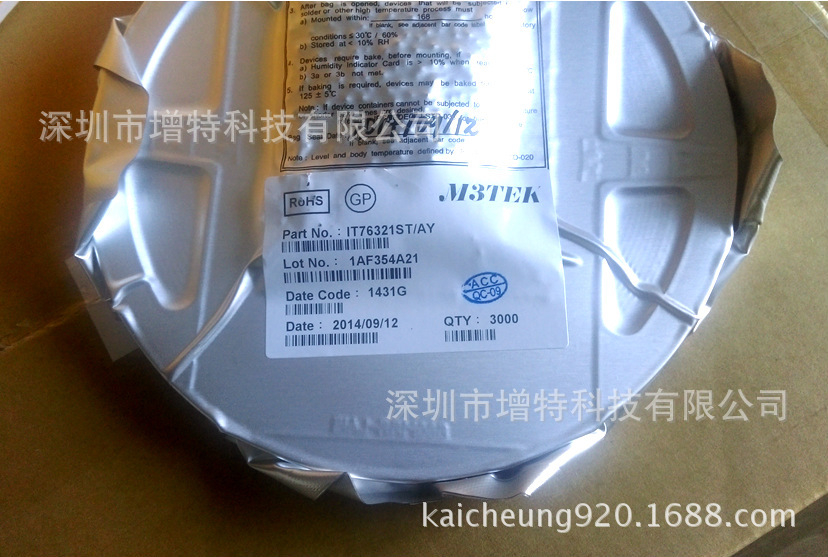 3. After bag is opened, devices that will be subjected
solder or other high temperature process must
a) Mounted within: 168
If blank, see adjacent bar code
conditions ≤ 30℃ / 60%
b) Stored at < 10% RH
4. Devices require bake, before mounting, if
a) Humidity Indicator Card is > 10% when
b) 3a or 3b not met.
5. If baking is required, devices may be baked
125 ± 5℃
Note: If device containers cannot be subjected to
深圳市增特科技有限
If blank, see adjacent bar code
Note: Level and body temperature defined by
-020
RoHS
GP
M3TEK
Part No.: IT76321ST/AY
Lot No.: 1AF354A21
Date Code: 1431G
ACC
QC-09
Date: 2014/09/12
QTY: 3000
深圳市增特科技有限公司
kaicheung920.1688.com